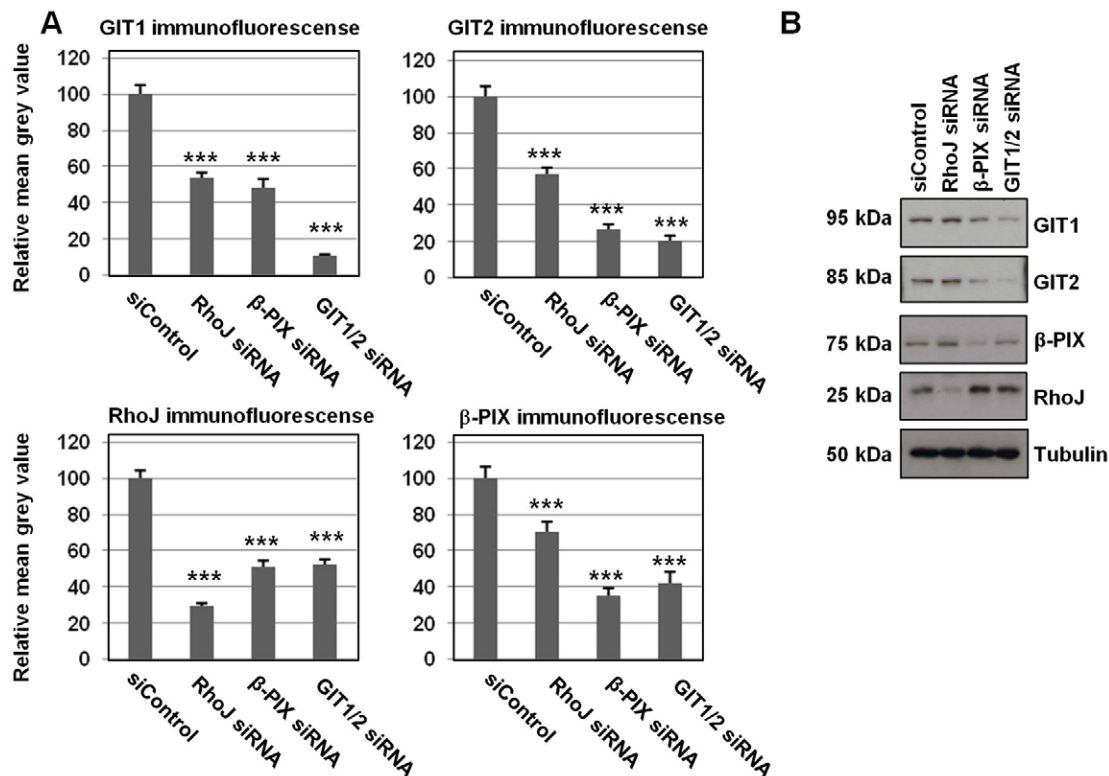 A
GIT1 immunofluorescense
Relative mean grey value
120
100
80
60
40
20
0
***
***
***
siControl
RhoJ siRNA
β-PIX siRNA
GIT1/2 siRNA
GIT2 immunofluorescense
120
100
80
60
40
20
0
***
***
***
siControl
RhoJ siRNA
β-PIX siRNA
GIT1/2 siRNA
RhoJ immunofluorescense
Relative mean grey value
120
100
80
60
40
20
0
***
***
***
siControl
RhoJ siRNA
β-PIX siRNA
GIT1/2 siRNA
β-PIX immunofluorescense
120
100
80
60
40
20
0
***
***
***
siControl
RhoJ siRNA
β-PIX siRNA
GIT1/2 siRNA
B
siControl
RhoJ siRNA
β-PIX siRNA
GIT1/2 siRNA
95 kDa GIT1
85 kDa GIT2
75 kDa β-PIX
25 kDa RhoJ
50 kDa Tubulin